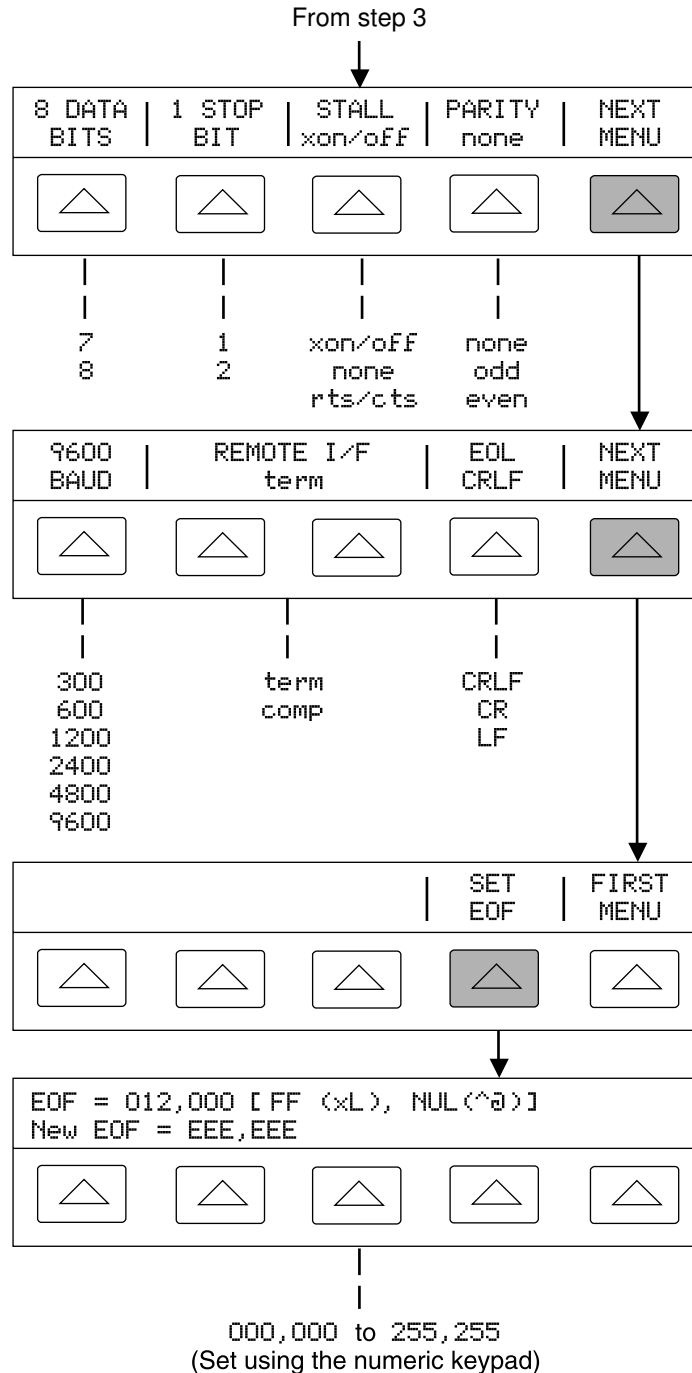 From step 3
8 DATA | 1 STOP | STALL | PARITY | NEXT
BITS | BIT | xon/off | none | MENU
7 1 xon/off none
8 2 none odd
rts/cts even
9600 | REMOTE I/F | EOL | NEXT
BAUD | term | CRLF | MENU
300 term CRLF
600 comp CR
1200 LF
2400
4800
9600
| SET | FIRST
| EOF | MENU
EOF = 012,000 [FF (xL), NUL(^@)]
New EOF = EEE,EEE
000,000 to 255,255
(Set using the numeric keypad)